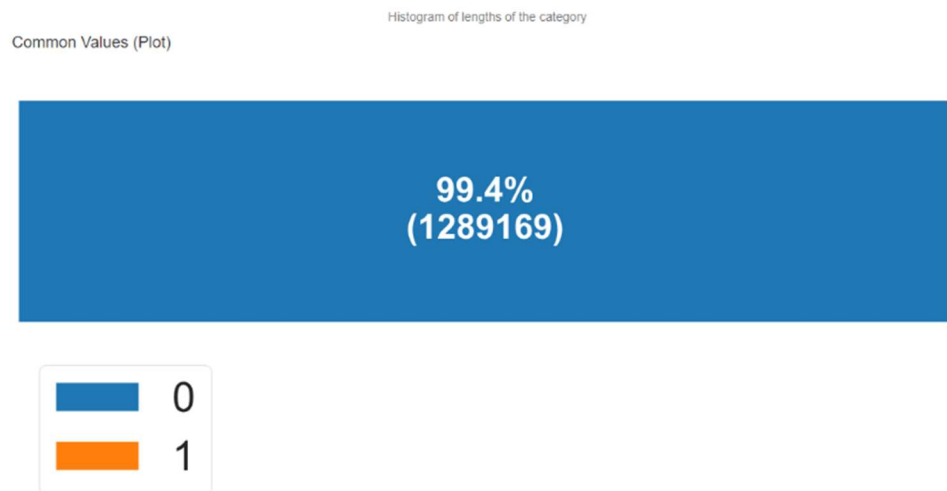 Histogram of lengths of the category
Common Values (Plot)
99.4%
(1289169)
0
1